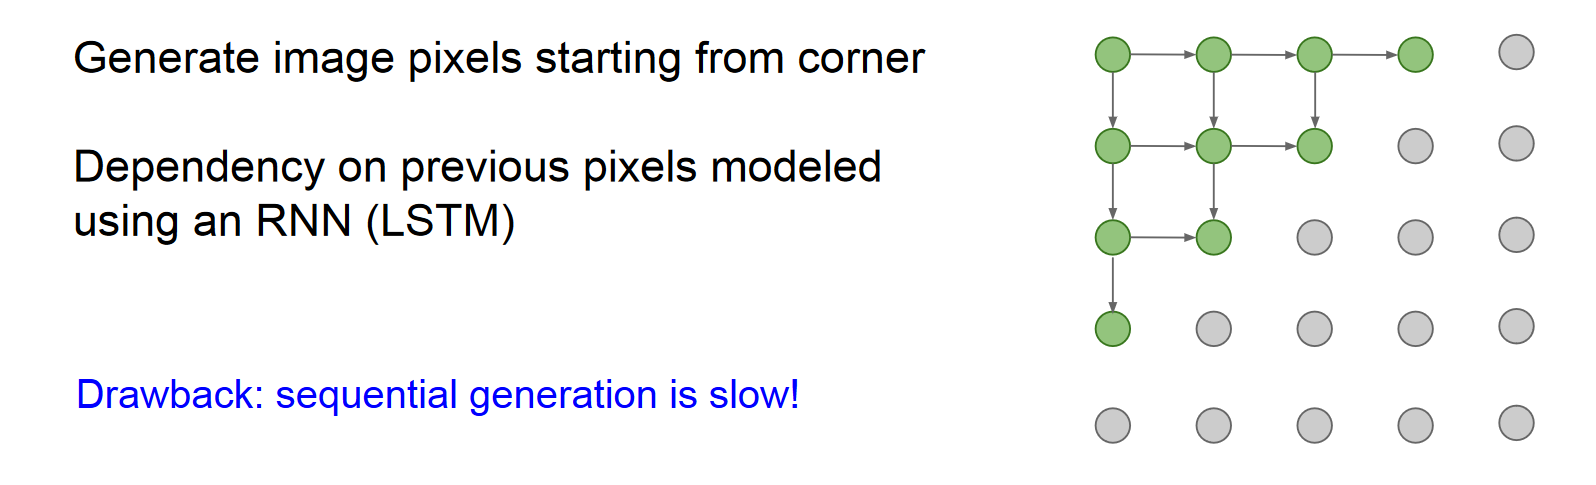 Generate image pixels starting from corner
Dependency on previous pixels modeled
using an RNN (LSTM)
Drawback: sequential generation is slow!